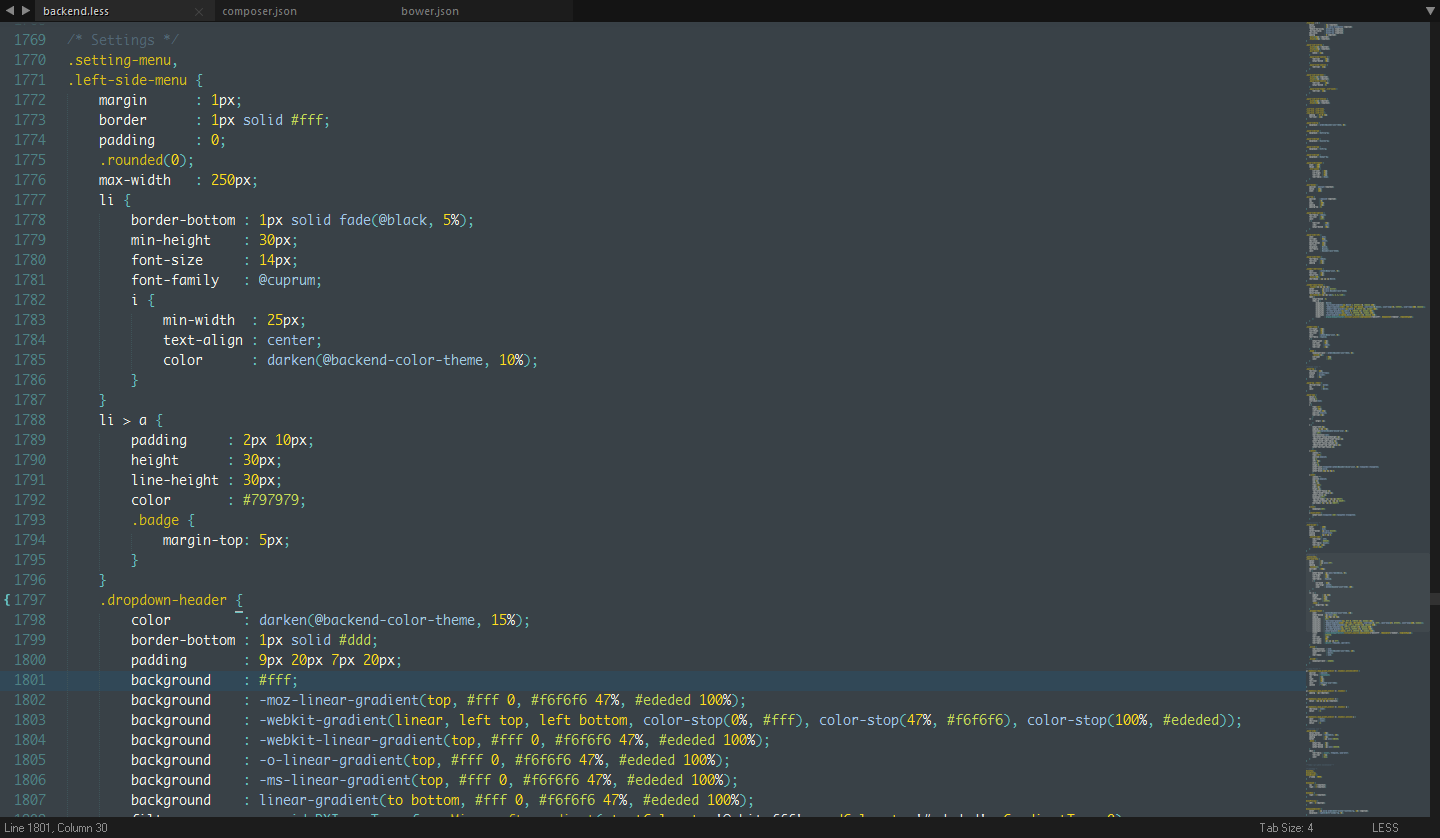 backend.less composer.json bower.json
1769 /* Settings */
1770 .setting-menu,
1771 .left-side-menu {
1772 margin : 1px;
1773 border : 1px solid #fff;
1774 padding : 0;
1775 .rounded(0);
1776 max-width : 250px;
1777 li {
1778 border-bottom : 1px solid fade(@black, 5%);
1779 min-height : 30px;
1780 font-size : 14px;
1781 font-family : @cuprum;
1782 i {
1783 min-width : 25px;
1784 text-align : center;
1785 color : darken(@backend-color-theme, 10%);
1786 }
1787 }
1788 li > a {
1789 padding : 2px 10px;
1790 height : 30px;
1791 line-height : 30px;
1792 color : #797979;
1793 .badge {
1794 margin-top: 5px;
1795 }
1796 }
{ 1797 .dropdown-header {
1798 color : darken(@backend-color-theme, 15%);
1799 border-bottom : 1px solid #ddd;
1800 padding : 9px 20px 7px 20px;
1801 background : #fff;
1802 background : -moz-linear-gradient(top, #fff 0, #f6f6f6 47%, #ededed 100%);
1803 background : -webkit-gradient(linear, left top, left bottom, color-stop(0%, #fff), color-stop(47%, #f6f6f6), color-stop(100%, #ededed));
1804 background : -webkit-linear-gradient(top, #fff 0, #f6f6f6 47%, #ededed 100%);
1805 background : -o-linear-gradient(top, #fff 0, #f6f6f6 47%, #ededed 100%);
1806 background : -ms-linear-gradient(top, #fff 0, #f6f6f6 47%, #ededed 100%);
1807 background : linear-gradient(to bottom, #fff 0, #f6f6f6 47%, #ededed 100%);
Line 1801, Column 30 Tab Size: 4 LESS